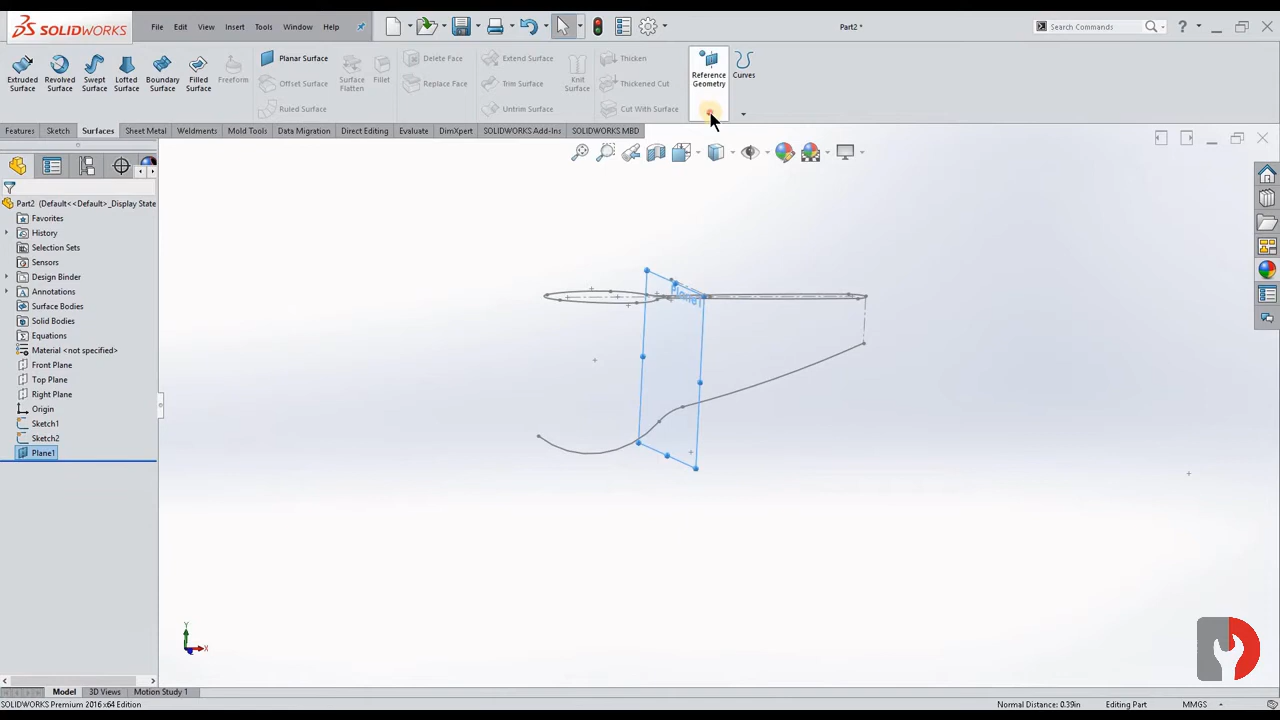 SOLIDWORKS
File
Edit
View
Insert
Tools
Window
Help
Part2 *
Search Commands
Extruded Surface
Revolved Surface
Swept Surface
Lofted Surface
Boundary Surface
Filled Surface
Freeform
Planar Surface
Offset Surface
Ruled Surface
Surface Flatten
Fillet
Delete Face
Replace Face
Extend Surface
Trim Surface
Untrim Surface
Knit Surface
Thicken
Thickened Cut
Cut With Surface
Reference Geometry
Curves
Features
Sketch
Surfaces
Sheet Metal
Weldments
Mold Tools
Data Migration
Direct Editing
Evaluate
DimXpert
SOLIDWORKS Add-Ins
SOLIDWORKS MBD
Part2 (Default<<Default>_Display State
Favorites
History
Selection Sets
Sensors
Design Binder
Annotations
Surface Bodies
Solid Bodies
Equations
Material <not specified>
Front Plane
Top Plane
Right Plane
Origin
Sketch1
Sketch2
Plane1
Y
X
Model
3D Views
Motion Study 1
SOLIDWORKS Premium 2016 x64 Edition
Normal Distance: 0.39in
Editing Part
MMGS